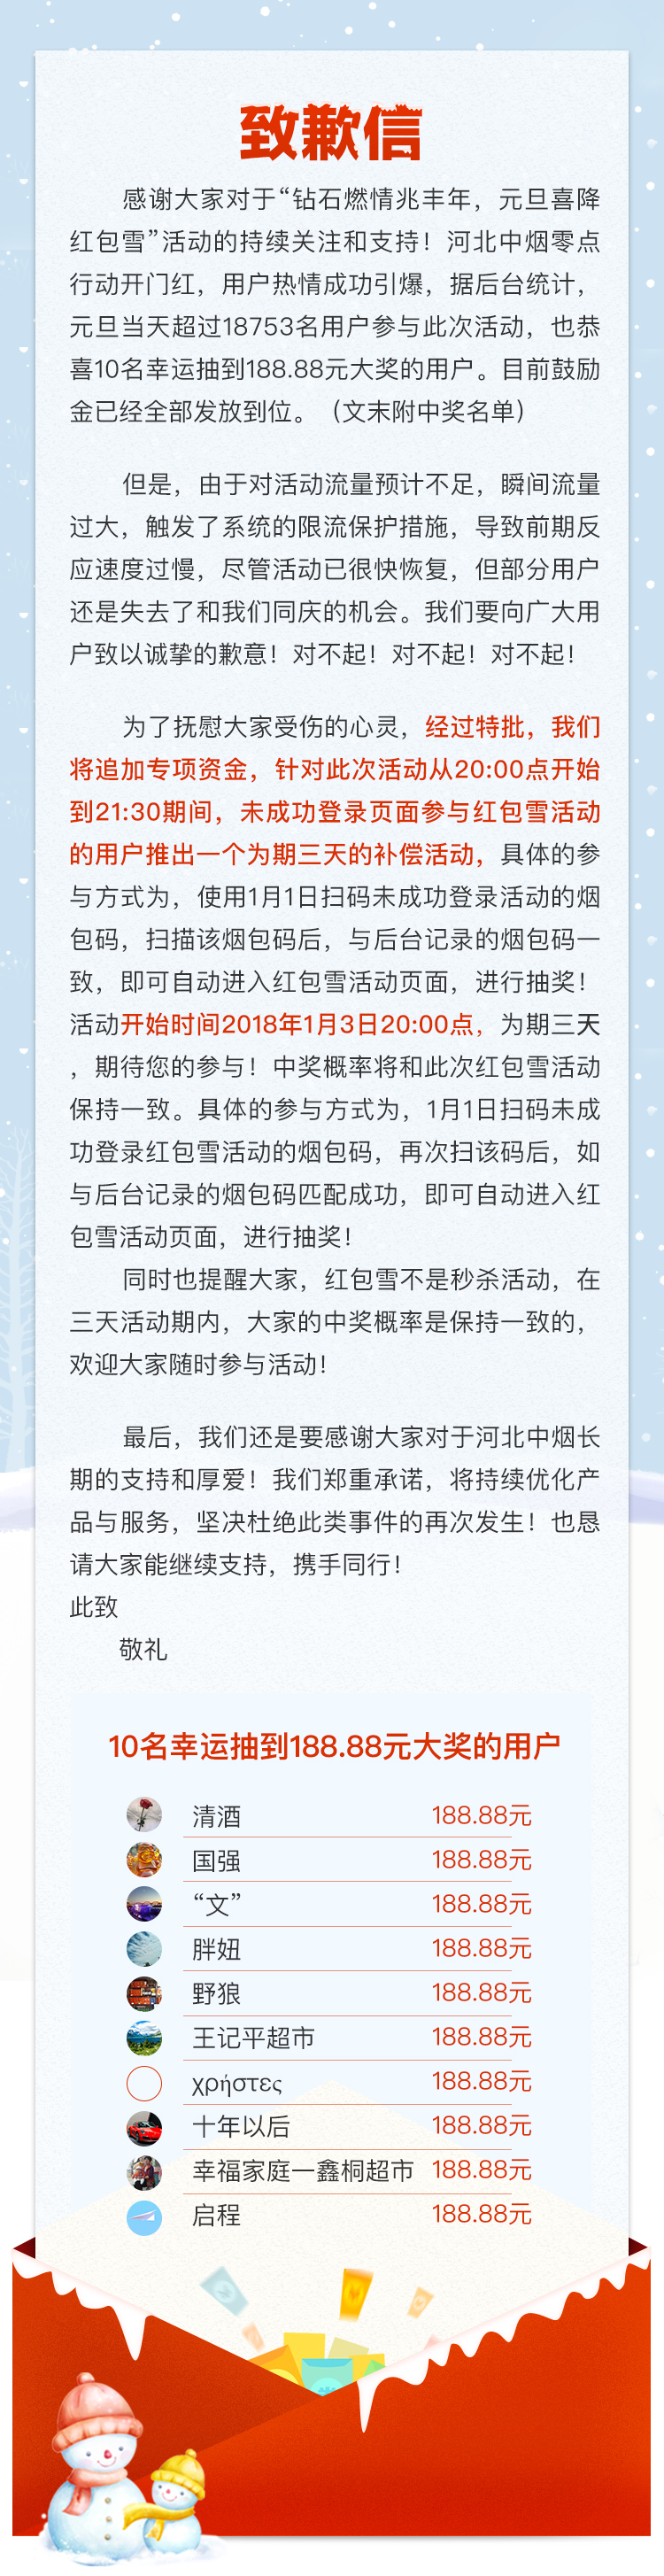 致歉信
感谢大家对于“钻石燃情兆丰年，元旦喜降
红包雪”活动的持续关注和支持！河北中烟零点
行动开门红，用户热情成功引爆，据后台统计，
元旦当天超过18753名用户参与此次活动，也恭
喜10名幸运抽到188.88元大奖的用户。目前鼓励
金已经全部发放到位。（文末附中奖名单）
但是，由于对活动流量预计不足，瞬间流量
过大，触发了系统的限流保护措施，导致前期反
应速度过慢，尽管活动已很快恢复，但部分用户
还是失去了和我们同庆的机会。我们要向广大用
户致以诚挚的歉意！对不起！对不起！对不起！
为了抚慰大家受伤的心灵，经过特批，我们
将追加专项资金，针对此次活动从20:00点开始
到21:30期间，未成功登录页面参与红包雪活动
的用户推出一个为期三天的补偿活动，具体的参
与方式为，使用1月1日扫码未成功登录活动的烟
包码，扫描该烟包码后，与后台记录的烟包码一
致，即可自动进入红包雪活动页面，进行抽奖！
活动开始时间2018年1月3日20:00点，为期三天
，期待您的参与！中奖概率将和此次红包雪活动
保持一致。具体的参与方式为，1月1日扫码未成
功登录红包雪活动的烟包码，再次扫该码后，如
与后台记录的烟包码匹配成功，即可自动进入红
包雪活动页面，进行抽奖！
同时也提醒大家，红包雪不是秒杀活动，在
三天活动期内，大家的中奖概率是保持一致的，
欢迎大家随时参与活动！
最后，我们还是要感谢大家对于河北中烟长
期的支持和厚爱！我们郑重承诺，将持续优化产
品与服务，坚决杜绝此类事件的再次发生！也恳
请大家能继续支持，携手同行！
此致
敬礼
10名幸运抽到188.88元大奖的用户
清酒 188.88元
国强 188.88元
“文” 188.88元
胖妞 188.88元
野狼 188.88元
王记平超市 188.88元
χρήστες 188.88元
十年以后 188.88元
幸福家庭一鑫桐超市 188.88元
启程 188.88元